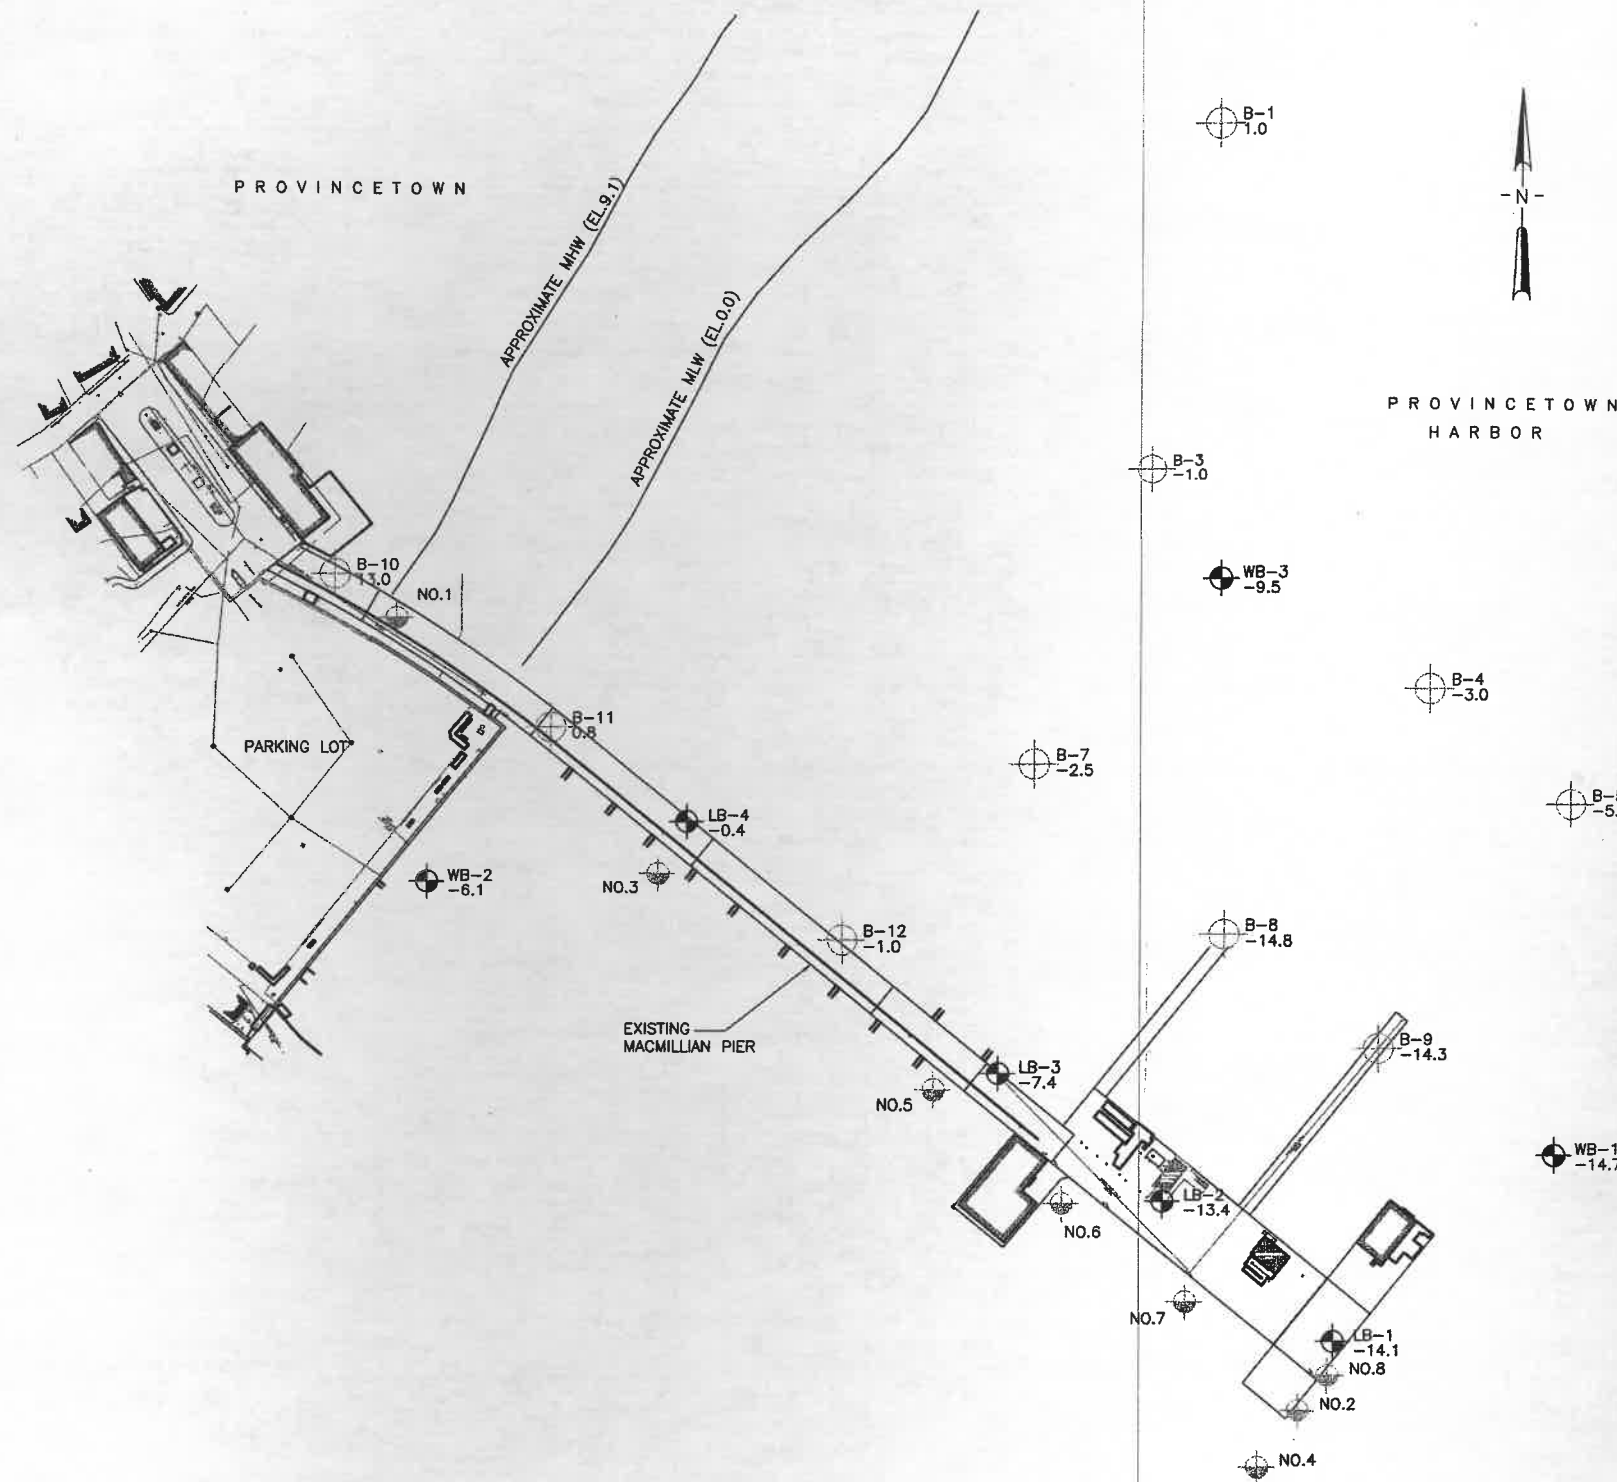 B-1
1.0
PROVINCETOWN
-N-
APPROXIMATE MHW (EL.9.1)
APPROXIMATE MLW (EL.0.0)
PROVINCETOWN
HARBOR
B-3
-1.0
B-10
13.0
WB-3
-9.5
NO.1
B-4
-3.0
B-11
0.8
PARKING LOT
B-7
-2.5
LB-4
-0.4
WB-2
-6.1
NO.3
B-12
-1.0
B-8
-14.8
EXISTING
MACMILLIAN PIER
B-9
-14.3
LB-3
-7.4
NO.5
WB-1
-14.7
LB-2
-13.4
NO.6
NO.7
LB-1
-14.1
NO.8
NO.2
NO.4